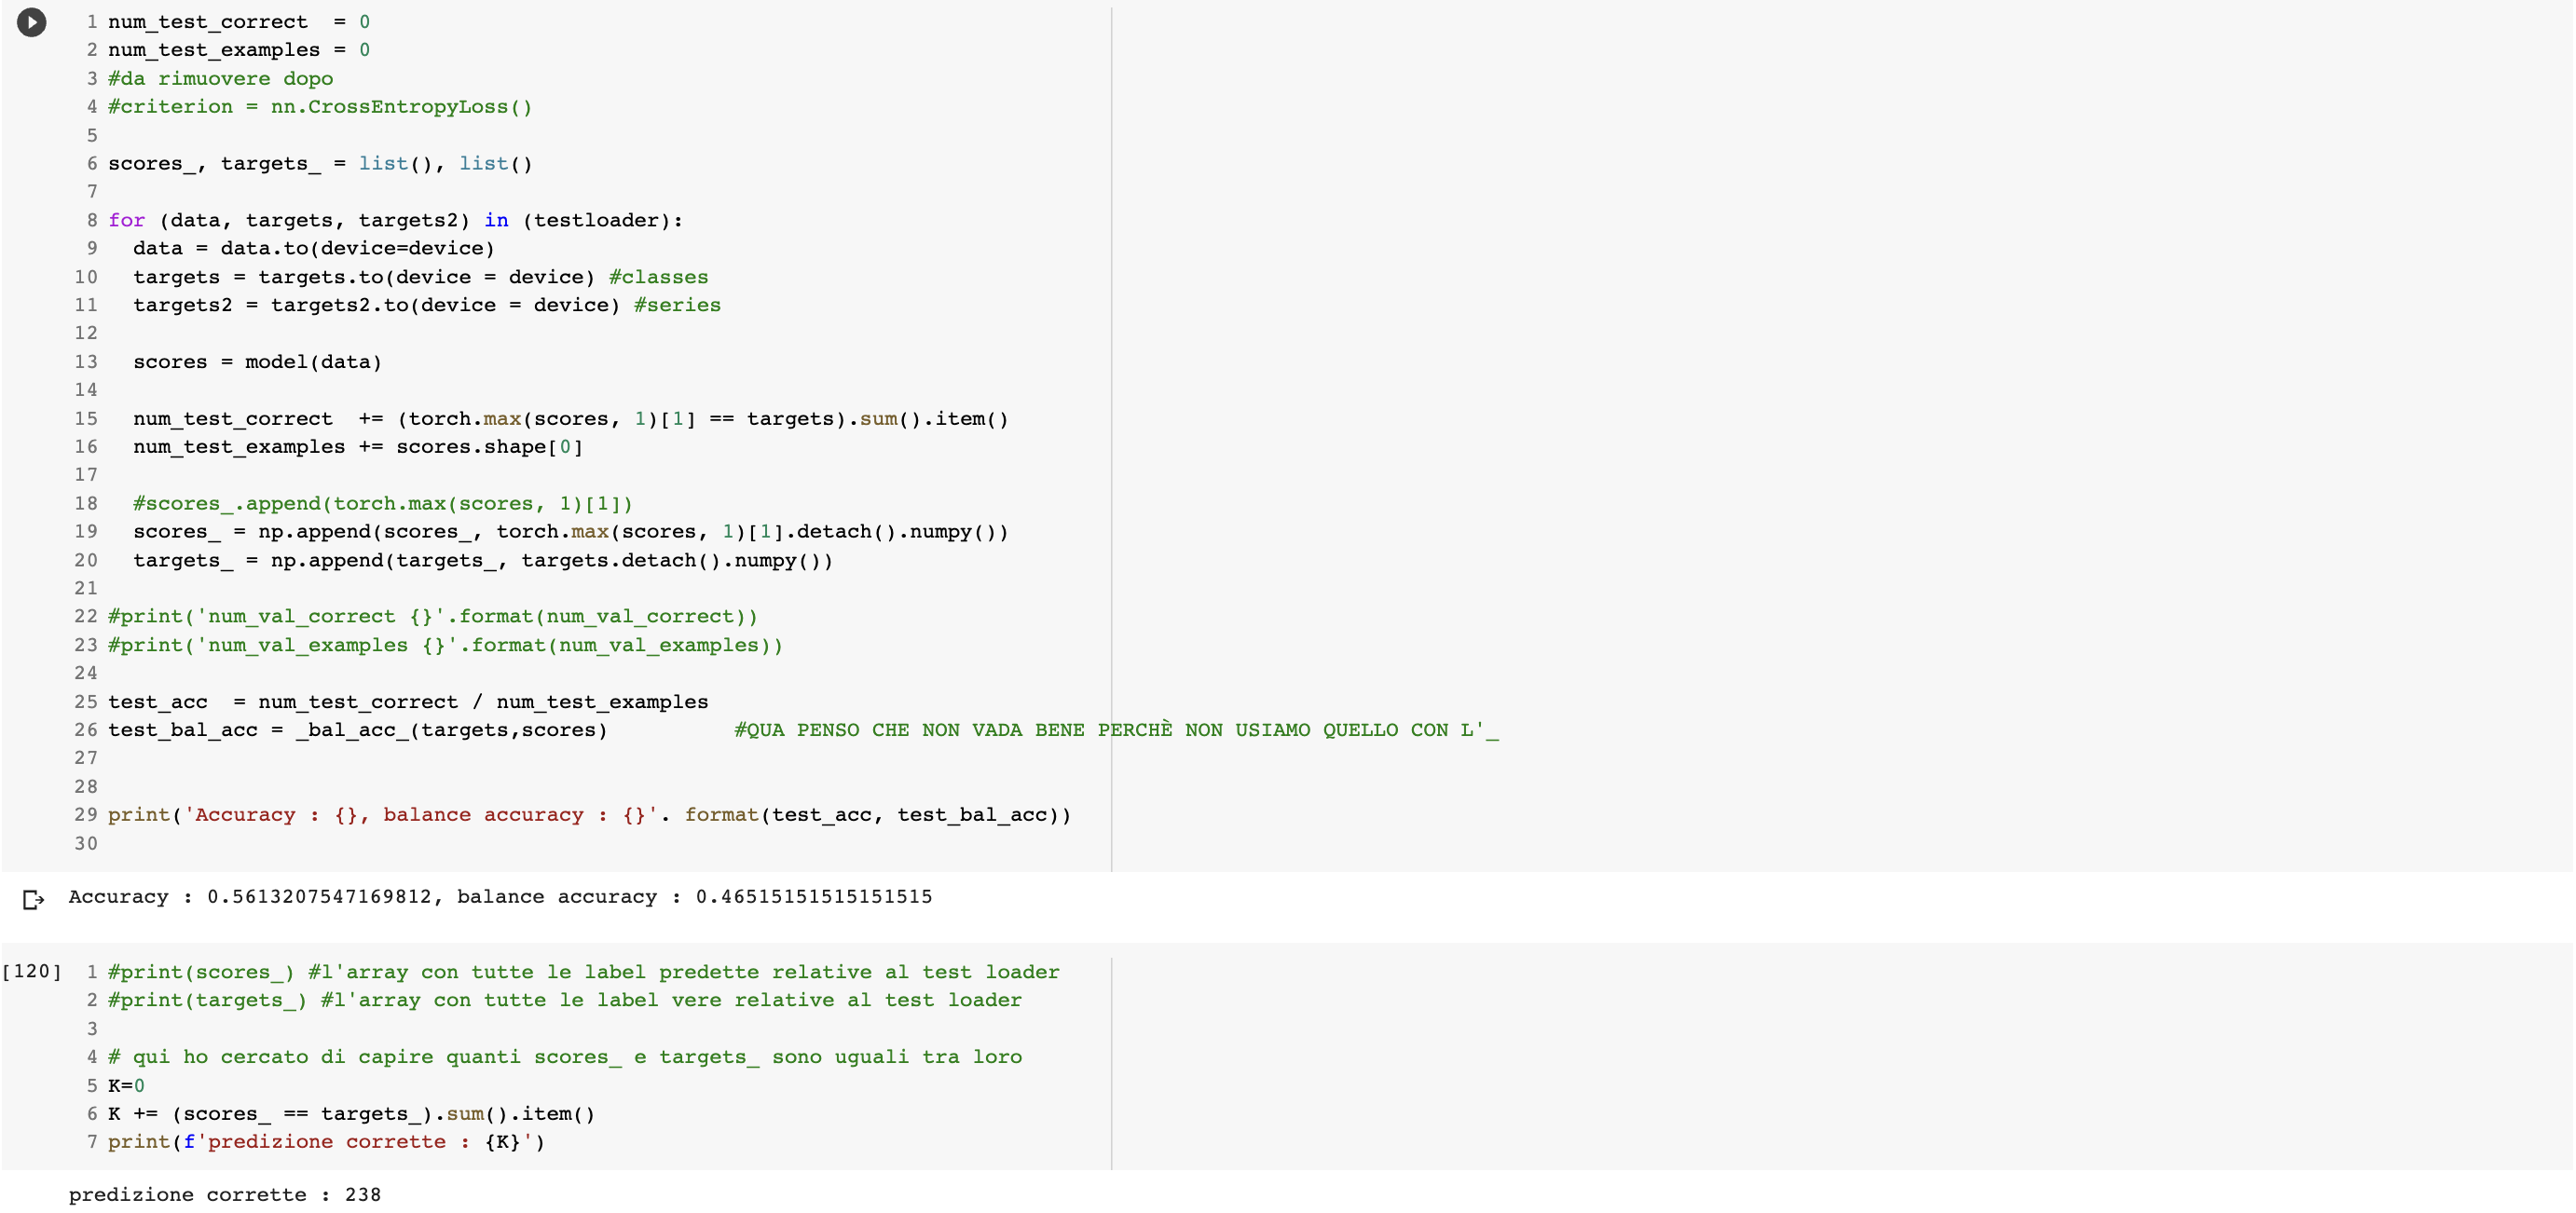 1 num_test_correct  = 0
2 num_test_examples = 0
3 #da rimuovere dopo
4 #criterion = nn.CrossEntropyLoss()
5
6 scores_, targets_ = list(), list()
7
8 for (data, targets, targets2) in (testloader):
9   data = data.to(device=device)
10   targets = targets.to(device = device) #classes
11   targets2 = targets2.to(device = device) #series
12
13   scores = model(data)
14
15   num_test_correct  += (torch.max(scores, 1)[1] == targets).sum().item()
16   num_test_examples += scores.shape[0]
17
18   #scores_.append(torch.max(scores, 1)[1])
19   scores_ = np.append(scores_, torch.max(scores, 1)[1].detach().numpy())
20   targets_ = np.append(targets_, targets.detach().numpy())
21
22 #print('num_val_correct {}'.format(num_val_correct))
23 #print('num_val_examples {}'.format(num_val_examples))
24
25 test_acc  = num_test_correct / num_test_examples
26 test_bal_acc = _bal_acc_(targets,scores)          #QUA PENSO CHE NON VADA BENE PERCHÈ NON USIAMO QUELLO CON L'_
27
28
29 print('Accuracy : {}, balance accuracy : {}'. format(test_acc, test_bal_acc))
30
Accuracy : 0.5613207547169812, balance accuracy : 0.46515151515151515
[120] 1 #print(scores_) #l'array con tutte le label predette relative al test loader
2 #print(targets_) #l'array con tutte le label vere relative al test loader
3
4 # qui ho cercato di capire quanti scores_ e targets_ sono uguali tra loro
5 K=0
6 K += (scores_ == targets_).sum().item()
7 print(f'predizione corrette : {K}')
predizione corrette : 238